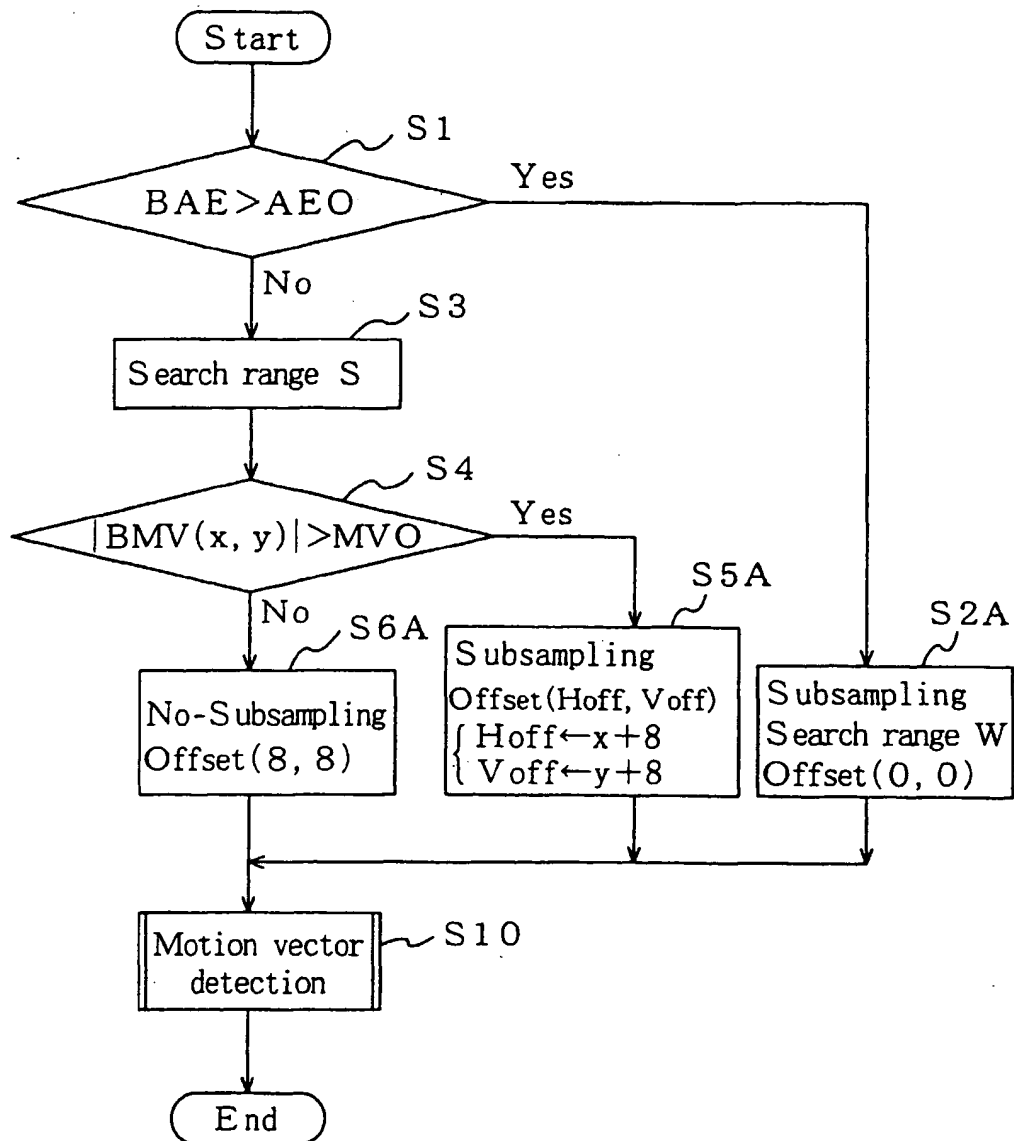 Start
S1
BAE>AEO
Yes
No
S3
Search range S
S4
|BMV(x, y)|>MVO
Yes
No
S6A
No-Subsampling
Offset(8, 8)
S5A
Subsampling
Offset(Hoff, Voff)
{ Hoff←x+8
Voff←y+8
S2A
Subsampling
Search range W
Offset(0, 0)
Motion vector
detection
S10
End